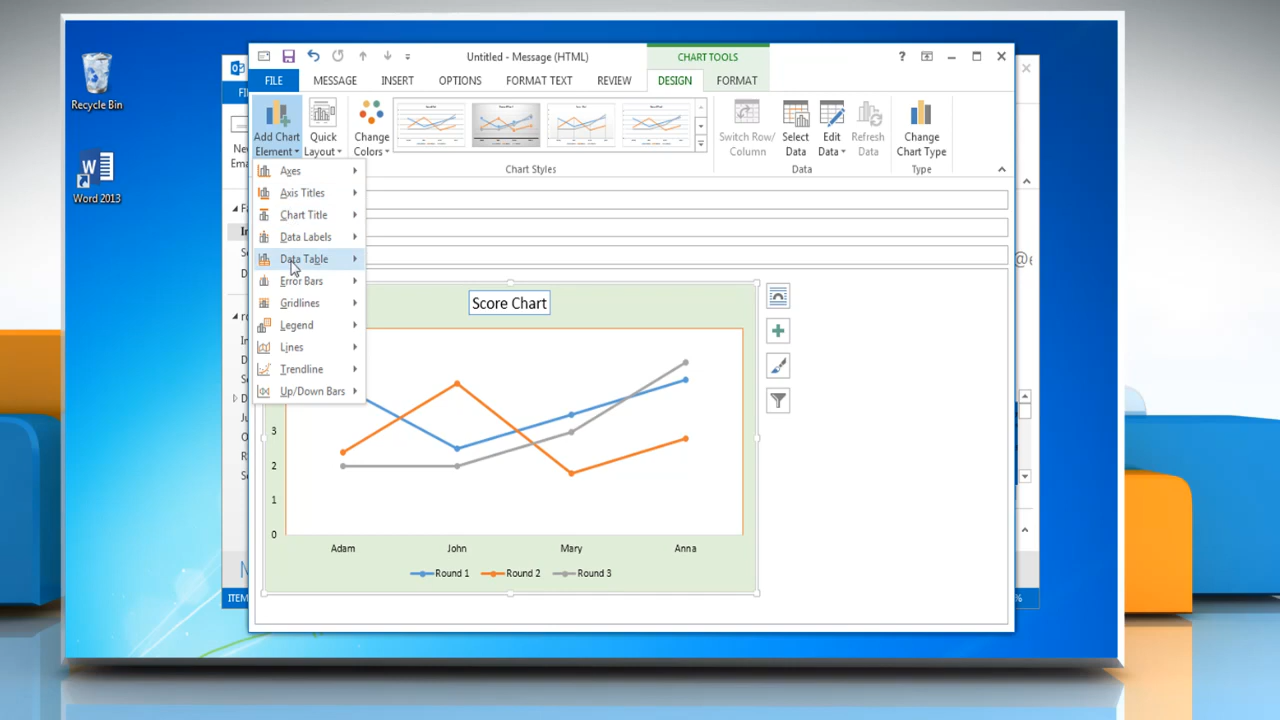 Recycle Bin
Word 2013
Untitled - Message (HTML)
CHART TOOLS
?
FILE
MESSAGE
INSERT
OPTIONS
FORMAT TEXT
REVIEW
DESIGN
FORMAT
Add Chart
Element
Quick
Layout
Change
Colors
Switch Row/
Column
Select
Data
Edit
Data
Refresh
Data
Change
Chart Type
Chart Styles
Data
Type
Axes
Axis Titles
Chart Title
Data Labels
Data Table
Error Bars
Gridlines
Legend
Lines
Trendline
Up/Down Bars
Score Chart
3
2
1
0
Adam
John
Mary
Anna
Round 1
Round 2
Round 3
@e
ITEM
%